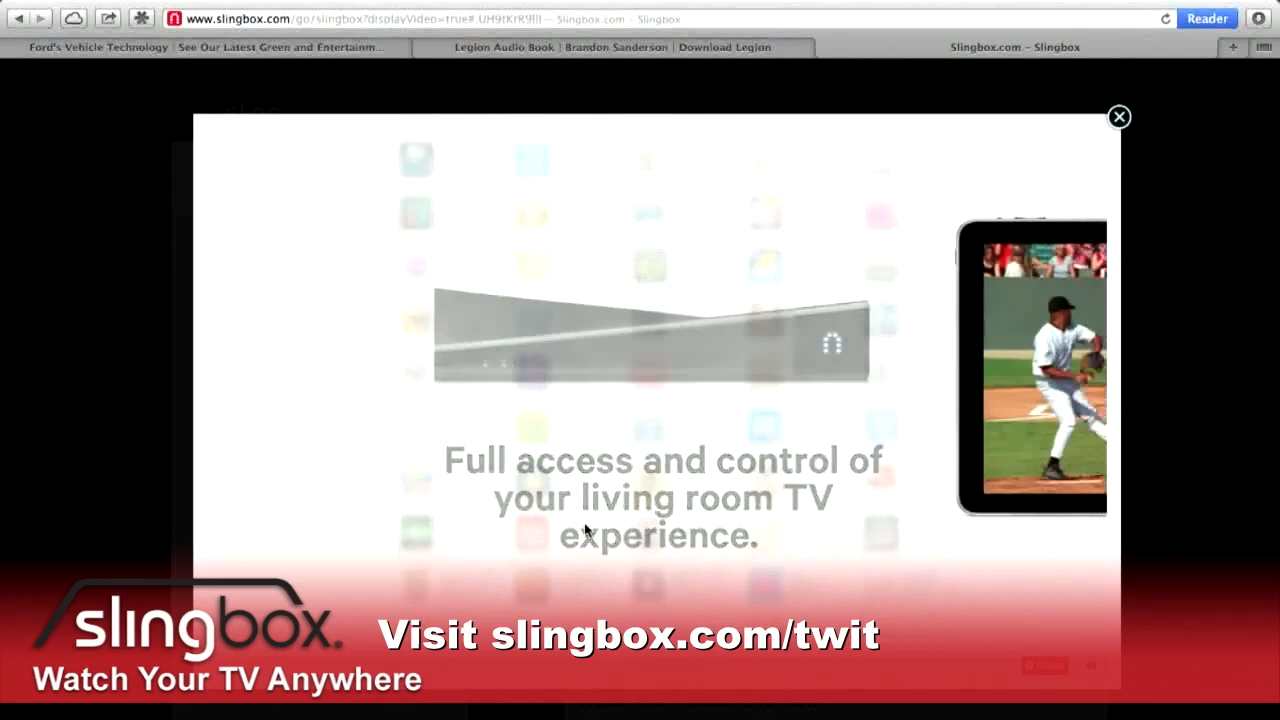 www.slingbox.com/go/slingbox?displayVideo=true#
— Slingbox.com – Slingbox
Reader
Ford's Vehicle Technology | See Our Latest Green and Entertainm...
Legion Audio Book | Brandon Sanderson | Download Legion
Slingbox.com – Slingbox
Full access and control of
your living room TV
experience.
slingbox.
Visit slingbox.com/twit
Watch Your TV Anywhere